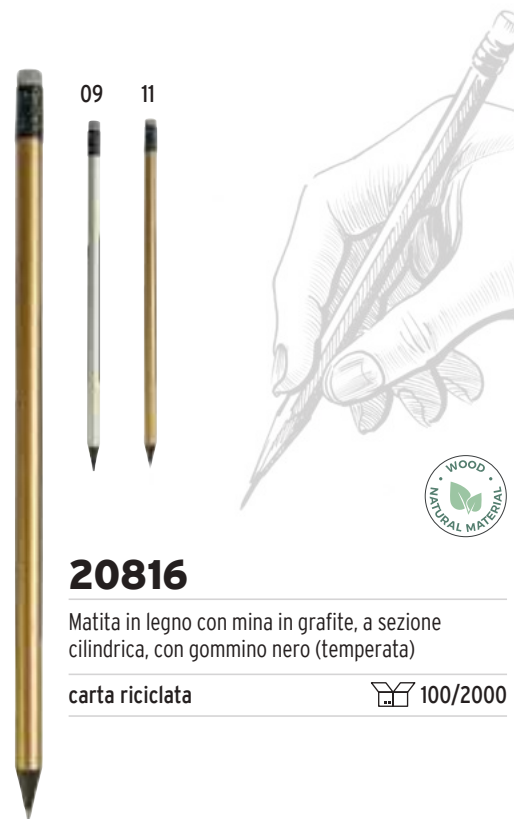 09 11
WOOD
NATURAL MATERIAL
20816
Matita in legno con mina in grafite, a sezione
cilindrica, con gommino nero (temperata)
carta riciclata 100/2000